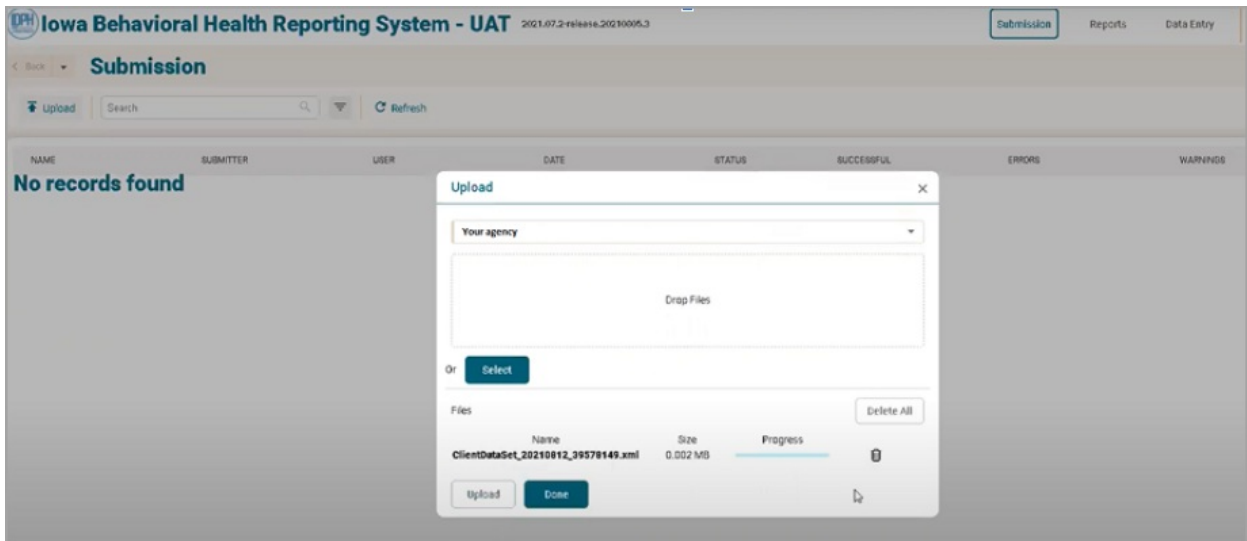 IDPH Iowa Behavioral Health Reporting System - UAT 2021.07.2-release.20210805.3 Submission Reports Data Entry
Back Submission
Upload Search Refresh
NAME SUBMITTER USER DATE STATUS SUCCESSFUL ERRORS WARNINGS
No records found
Upload
Your agency
Drop Files
Or Select
Files Delete All
Name Size Progress
ClientDataSet_20210812_39578149.xml 0.002 MB
Upload Done